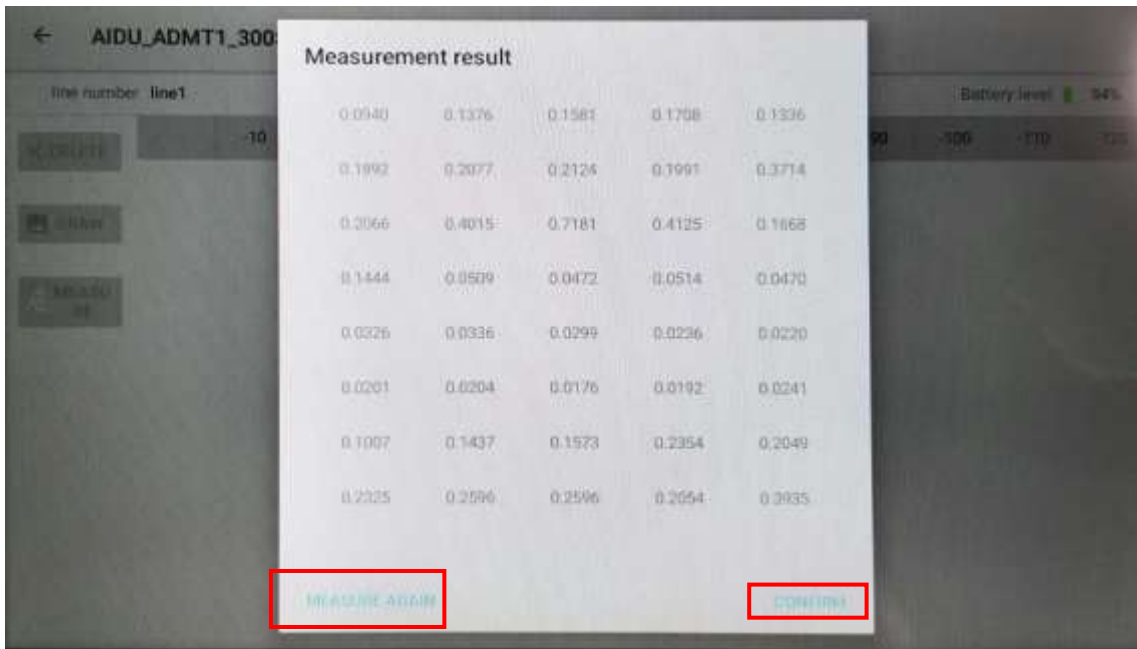 ← AIDU_ADMT1_300
Measurement result
line number line1
Battery level 94%
0.0940 0.1376 0.1581 0.1708 0.1336
-10 -100 -110
DELETE
0.1992 0.2077 0.2124 0.1991 0.3714
0.2066 0.4015 0.7181 0.4125 0.1668
0.1444 0.0509 0.0472 0.0514 0.0470
0.0326 0.0336 0.0299 0.0236 0.0220
0.0201 0.0204 0.0176 0.0192 0.0241
0.1007 0.1437 0.1573 0.2354 0.2049
0.2325 0.2596 0.2596 0.2054
MEASURE AGAIN CONFIRM